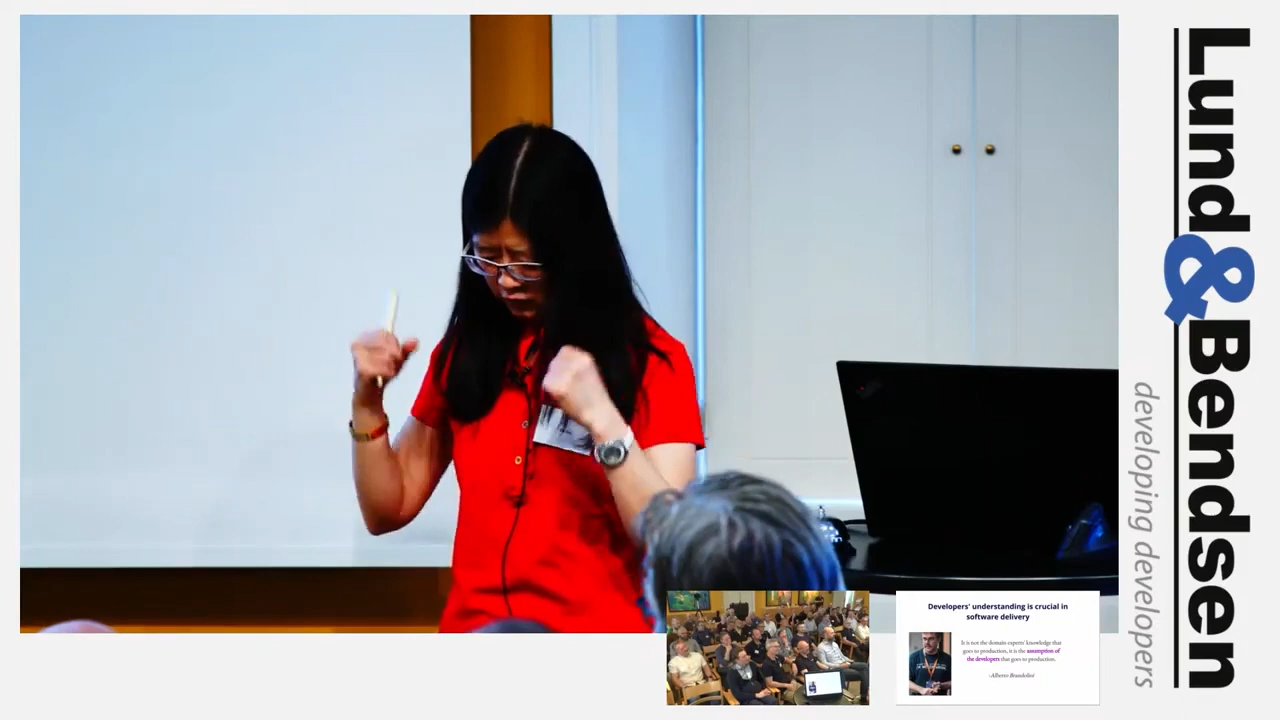 Lund & Bendsen
developing developers
Developers' understanding is crucial in
software delivery
It is not the domain experts' knowledge that
goes to production, it is the assumption of
the developers that goes to production.
-Alberto Brandolini